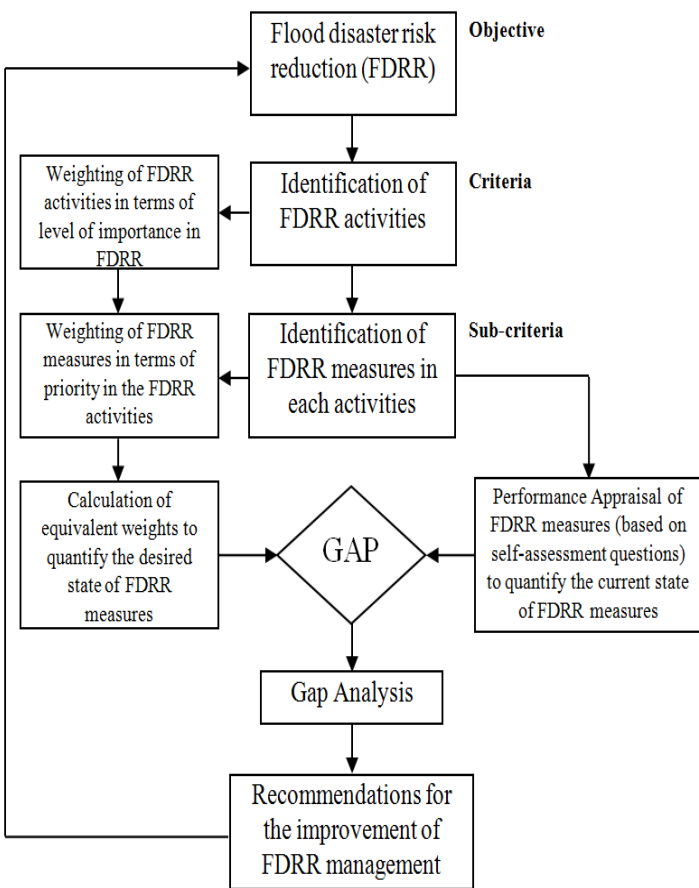 Flood disaster risk
reduction (FDRR)
Objective
Weighting of FDRR
activities in terms of
level of importance in
FDRR
Identification of
FDRR activities
Criteria
Weighting of FDRR
measures in terms of
priority in the FDRR
activities
Identification of
FDRR measures in
each activities
Sub-criteria
Calculation of
equivalent weights to
quantify the desired
state of FDRR
measures
GAP
Performance Appraisal of
FDRR measures (based on
self-assessment questions)
to quantify the current state
of FDRR measures
Gap Analysis
Recommendations for
the improvement of
FDRR management